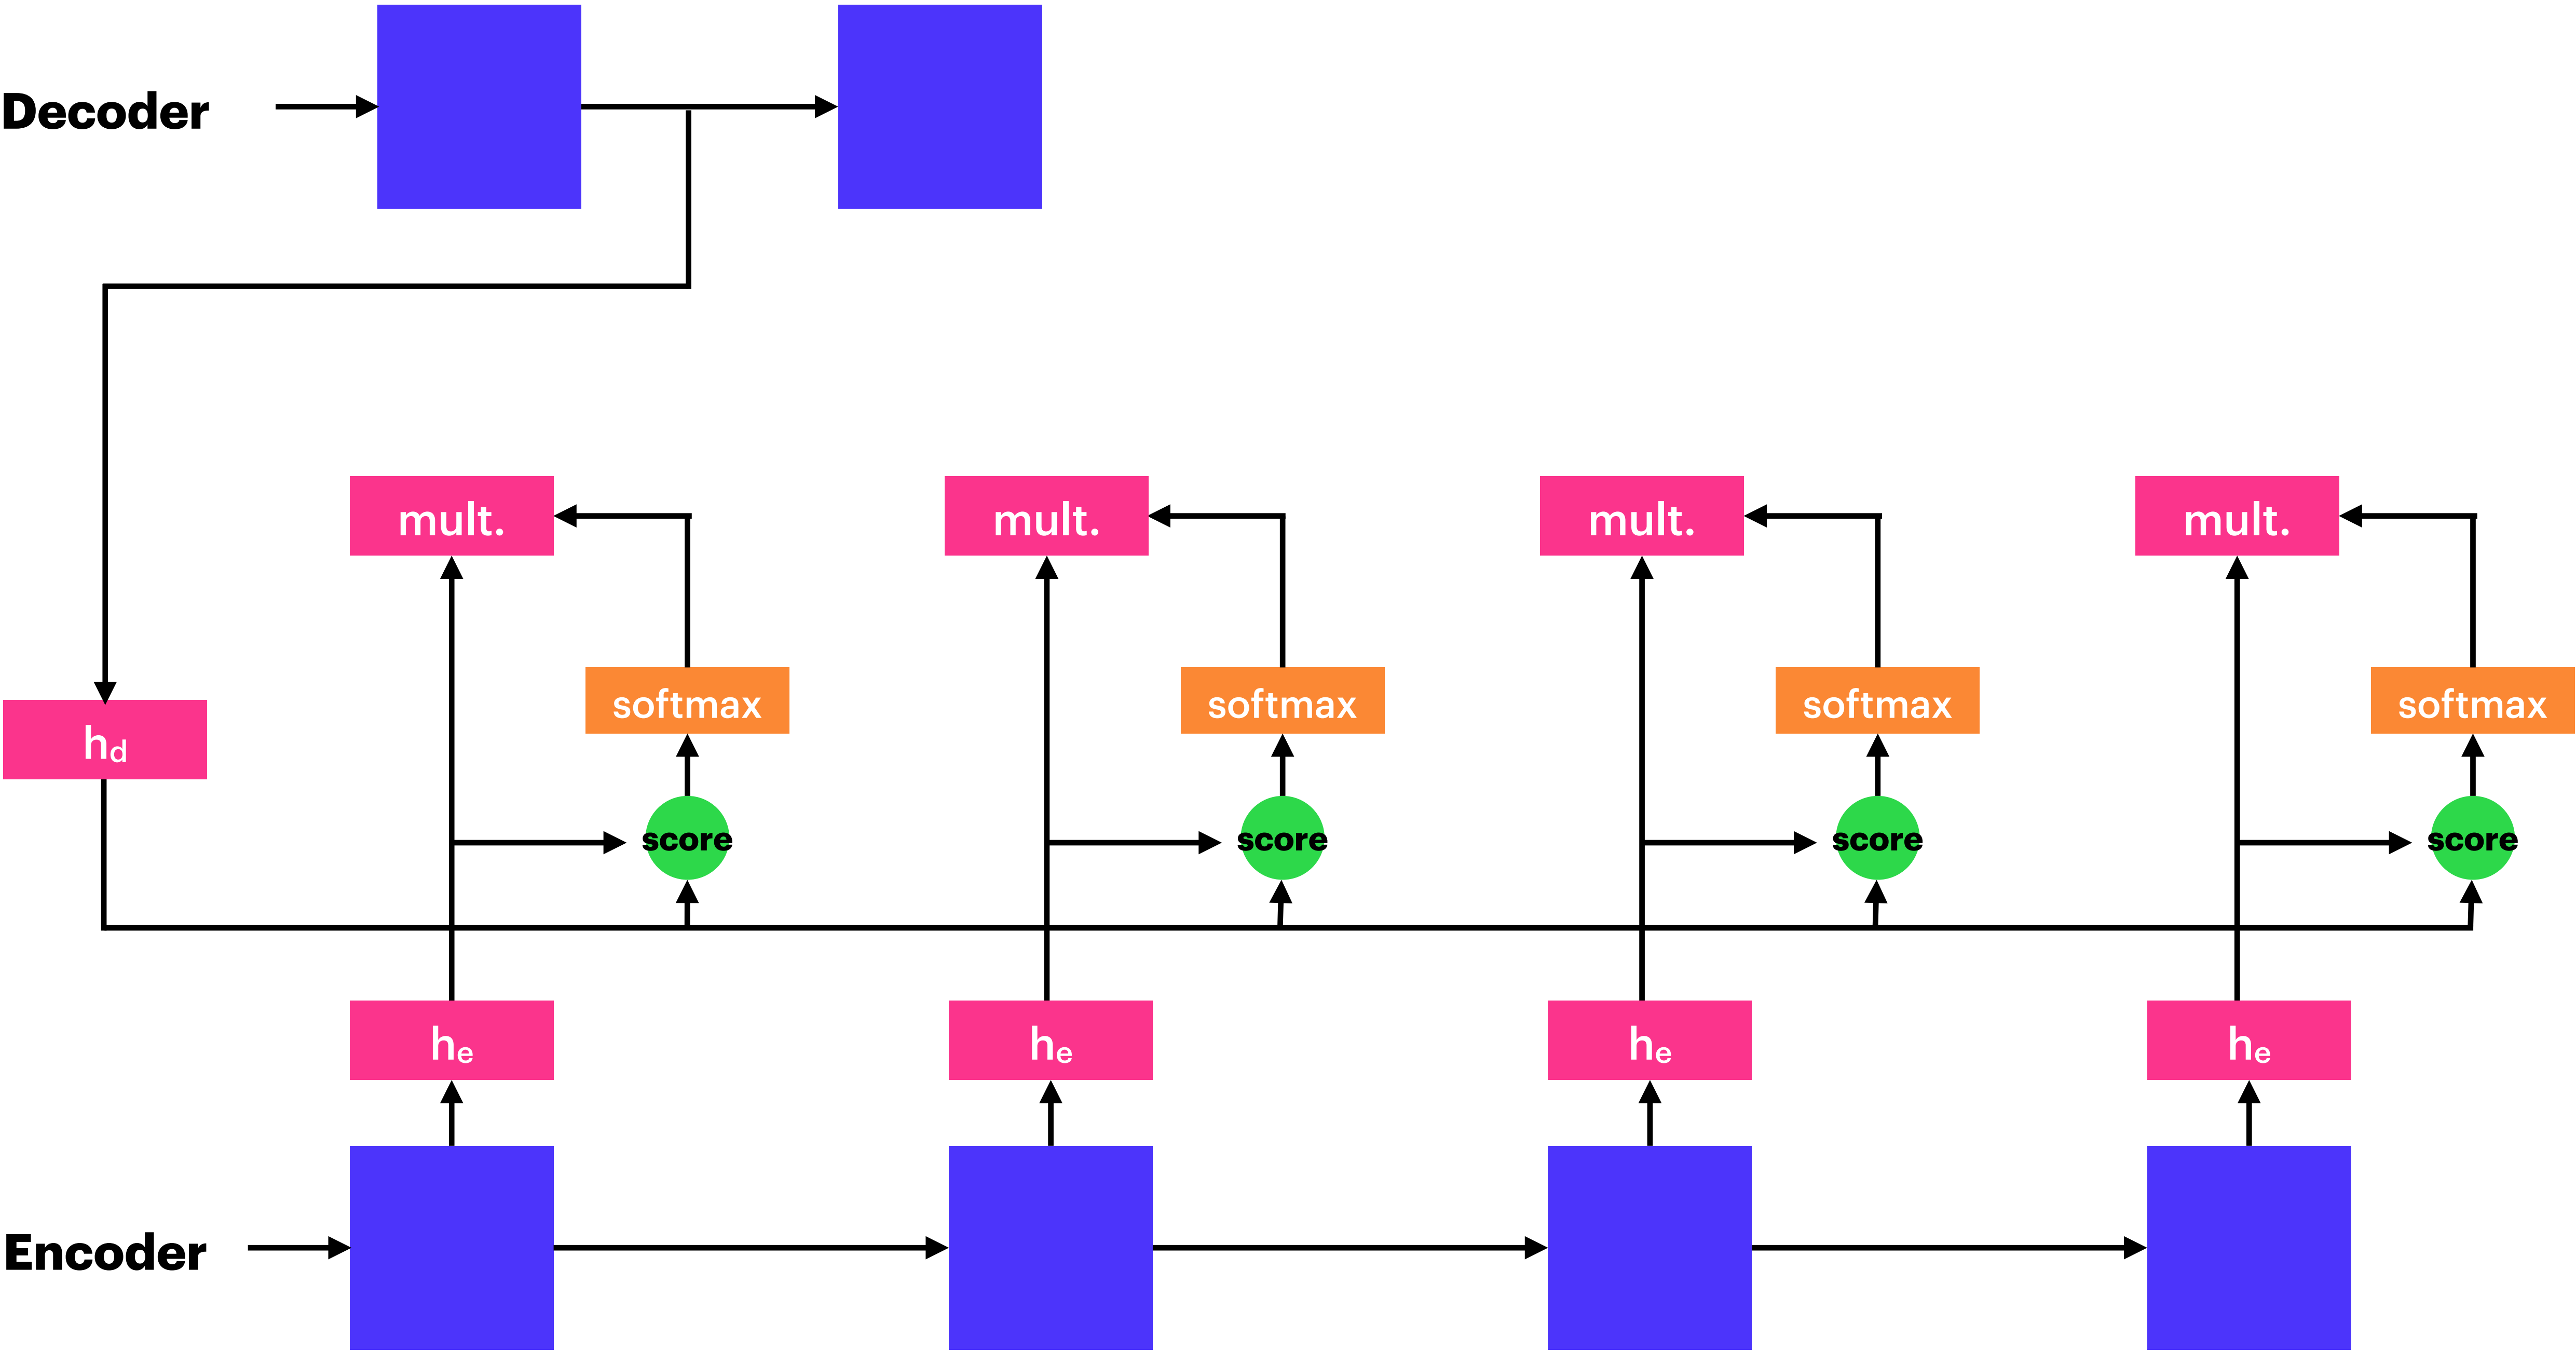 Decoder
mult. mult. mult. mult.
softmax softmax softmax softmax
hd
score score score score
he he he he
Encoder